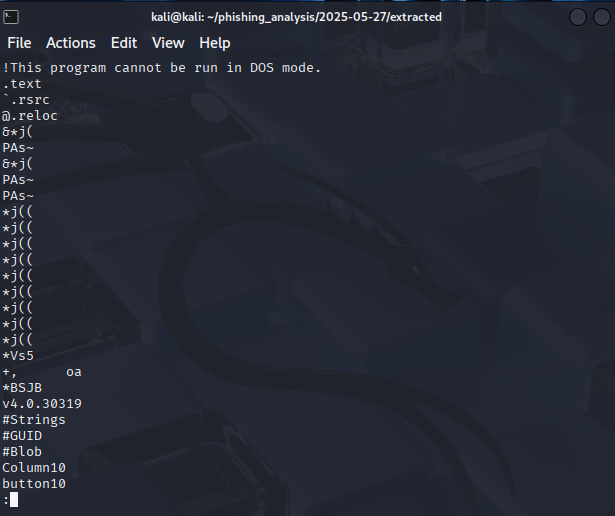 kali@kali: ~/phishing_analysis/2025-05-27/extracted
File Actions Edit View Help
!This program cannot be run in DOS mode.
.text
`.rsrc
@.reloc
&*j(
PAs~
&*j(
PAs~
PAs~
*j((
*j((
*j((
*j((
*j((
*j((
*j((
*j((
*j((
*Vs5
+,      oa
*BSJB
v4.0.30319
#Strings
#GUID
#Blob
Column10
button10
: